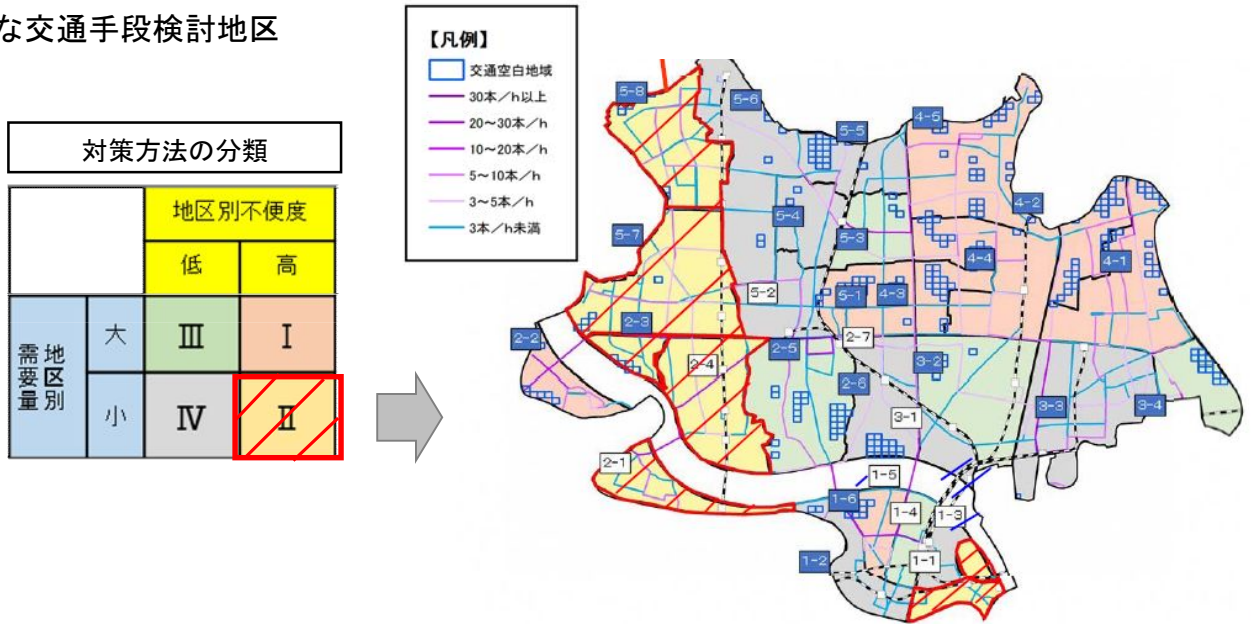 な交通手段検討地区
対策方法の分類
地区別不便度
低
高
地区別
需要量
大
Ⅲ
Ⅰ
小
Ⅳ
Ⅱ
【凡例】
交通空白地域
30本/h以上
20~30本/h
10~20本/h
5~10本/h
3~5本/h
3本/h未満
5-8
5-6
5-5
4-5
4-2
5-4
5-7
5-3
4-4
4-1
5-2
5-1
4-3
2-3
2-2
2-7
2-5
2-4
3-2
2-6
3-3
3-4
3-1
2-1
1-5
1-6
1-4
1-3
1-2
1-1